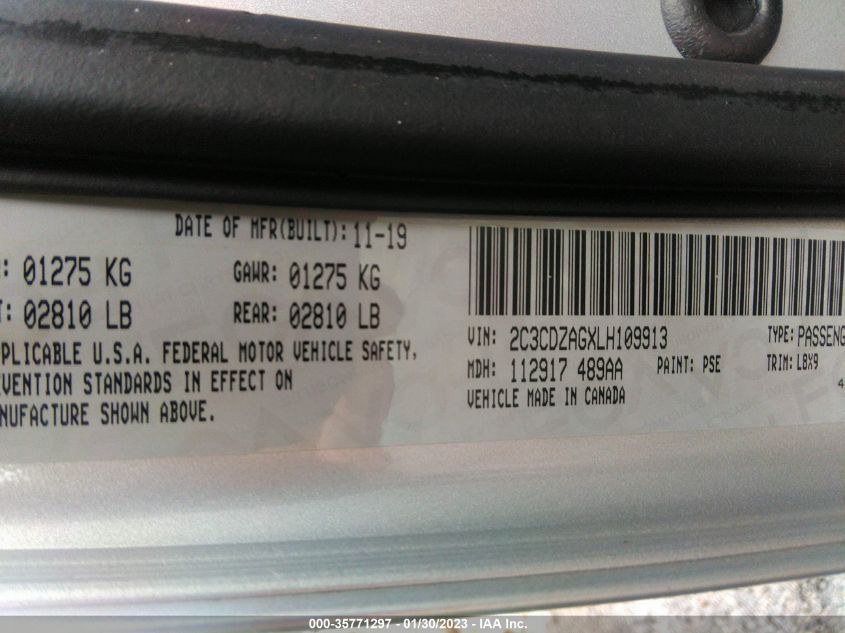 DATE OF MFR(BUILT): 11-19
: 01275 KG GAWR: 01275 KG
T: 02810 LB REAR: 02810 LB
PLICABLE U.S.A. FEDERAL MOTOR VEHICLE SAFETY,
EVENTION STANDARDS IN EFFECT ON
NUFACTURE SHOWN ABOVE.
VIN: 2C3CDZAGXLH109913 TYPE: PASSENG
MDH: 112917 489AA PAINT: PSE TRIM: L8X9
VEHICLE MADE IN CANADA 4
000-35771297 - 01/30/2023 - IAA Inc.